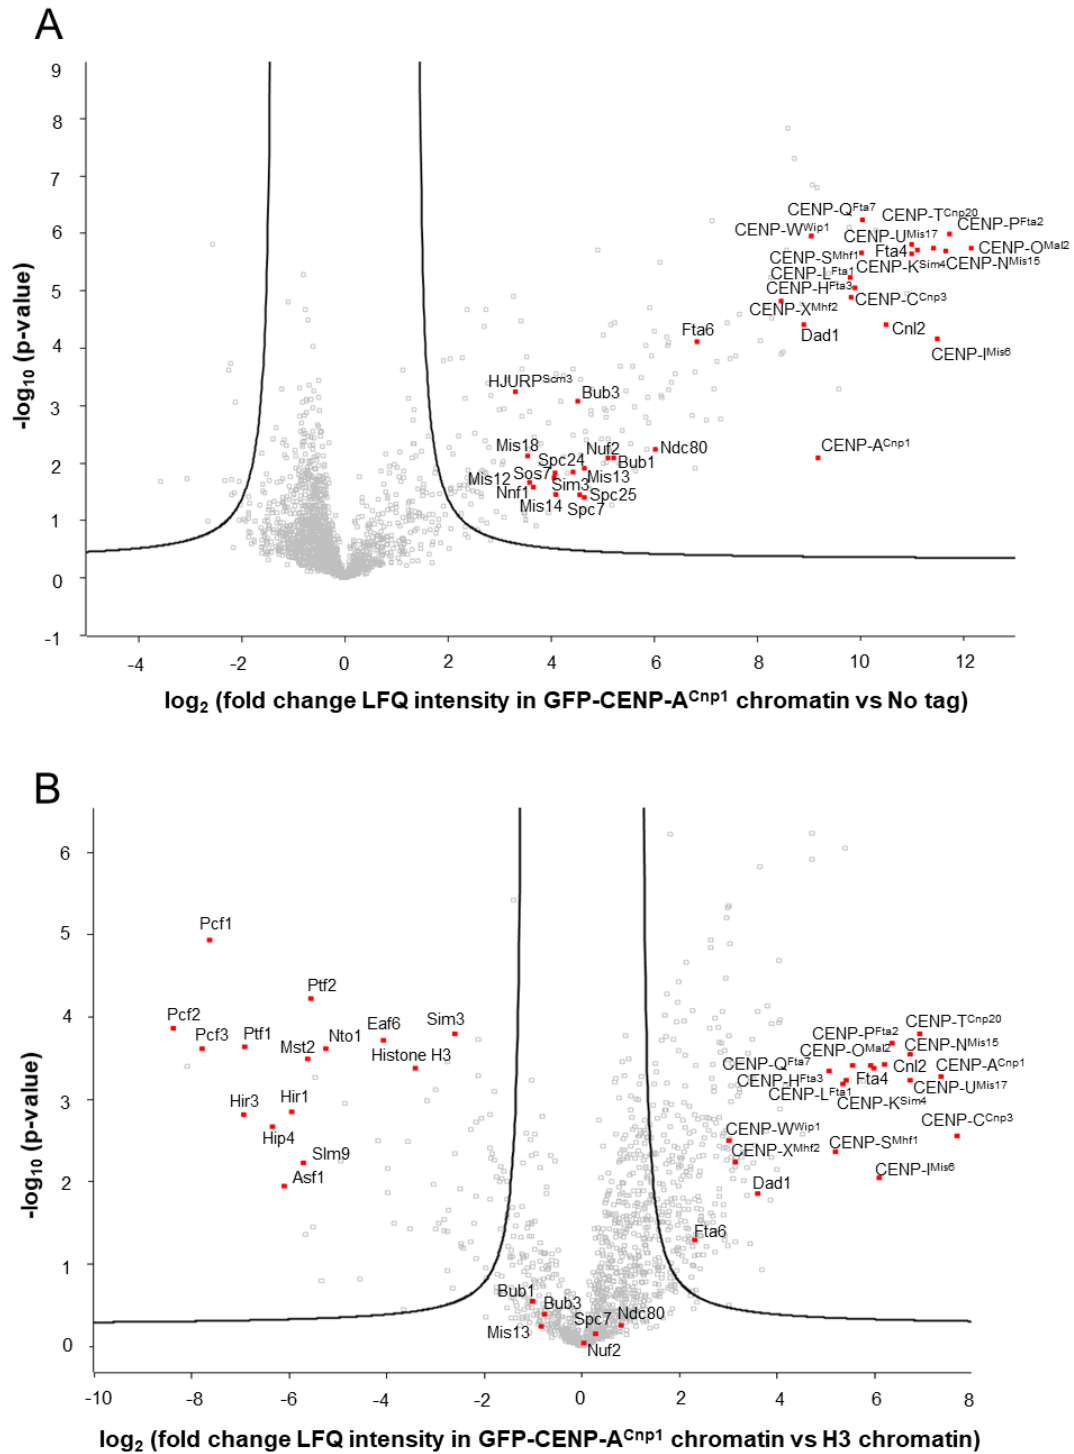 A
9
8
7
6
5
4
3
2
1
0
-1
-log10 (p-value)
CENP-QFta7
CENP-TCnp20
CENP-PFta2
CENP-WWip1
CENP-UMis17
CENP-SMhf1
Fta4
CENP-OMal2
CENP-LFta1
CENP-KSim4
CENP-NMis15
CENP-HFta3
CENP-CCnp3
CENP-XMhf2
Dad1
Cnl2
Fta6
CENP-IMis6
HJURPScm3
Bub3
Mis18
Nuf2
Ndc80
CENP-ACnp1
Spc24
Bub1
Mis12
Sos7
Sim3
Mis13
Nnf1
Spc25
Mis14
Spc7
-4
-2
0
2
4
6
8
10
12
log2 (fold change LFQ intensity in GFP-CENP-ACnp1 chromatin vs No tag)
B
6
5
4
3
2
1
0
-log10 (p-value)
Pcf1
Ptf2
Pcf2
Pcf3
Ptf1
Mst2
Nto1
Eaf6
Sim3
Histone H3
Hir3
Hir1
Hip4
Slm9
Asf1
CENP-TCnp20
CENP-PFta2
CENP-OMal2
CENP-NMis15
CENP-QFta7
Cnl2
CENP-ACnp1
CENP-HFta3
Fta4
CENP-LFta1
CENP-UMis17
CENP-KSim4
CENP-CCnp3
CENP-WWip1
CENP-XMhf2
CENP-SMhf1
CENP-IMis6
Dad1
Fta6
Bub1
Bub3
Mis13
Spc7
Ndc80
Nuf2
-10
-8
-6
-4
-2
0
2
4
6
8
log2 (fold change LFQ intensity in GFP-CENP-ACnp1 chromatin vs H3 chromatin)